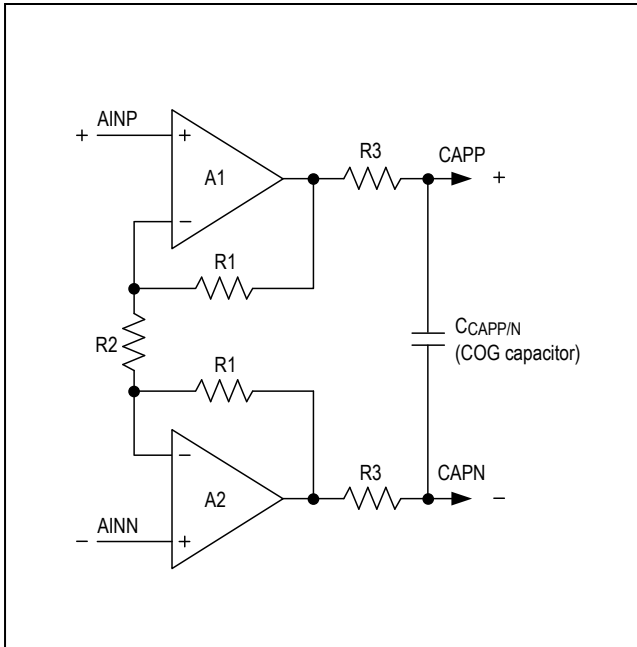 AINP
+
+
A1
−
R1
R3
CAPP
+
R2
R1
CCAPP/N
(COG capacitor)
−
A2
R3
CAPN
−
AINN
−
+